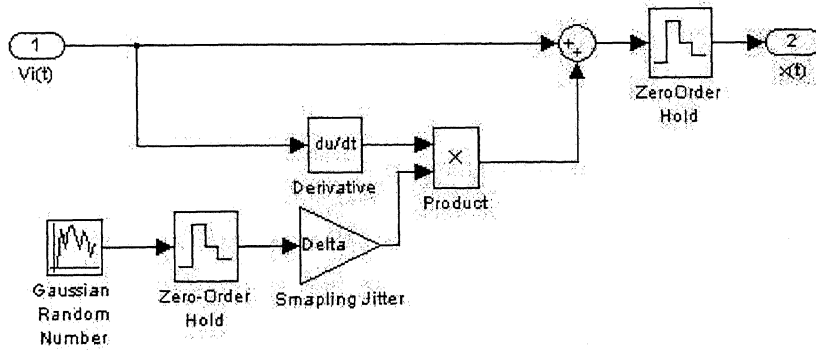 1
Vi(t)
+
+
ZeroOrder
Hold
2
x(t)
du/dt
Derivative
×
Product
Gaussian
Random
Number
Zero-Order
Hold
Delta
Smapling Jitter